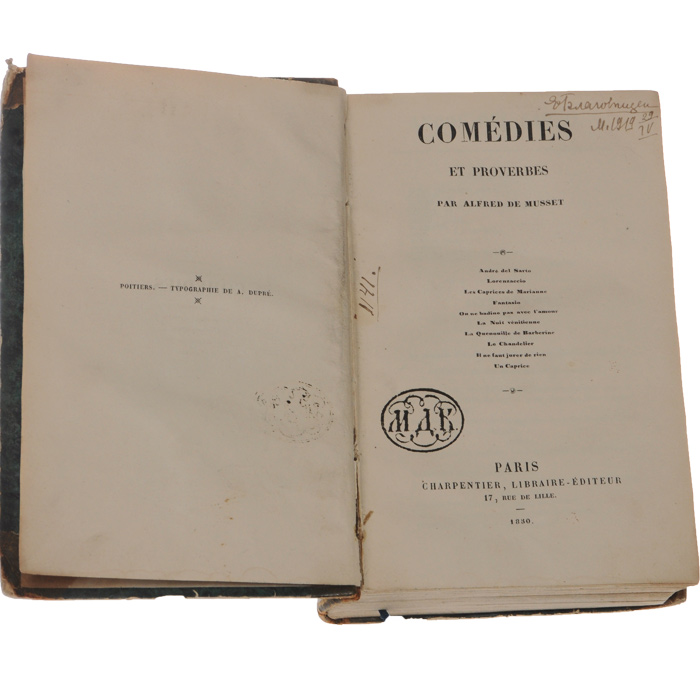 POITIERS. — TYPOGRAPHIE DE A. DUPRÉ.
COMÉDIES
ET PROVERBES
PAR ALFRED DE MUSSET
André del Sarto
Lorenzaccio
Les Caprices de Marianne
Fantasio
On ne badine pas avec l'amour
La Nuit vénitienne
La Quenouille de Barberine
Le Chandelier
Il ne faut jurer de rien
Un Caprice
МДК
PARIS
CHARPENTIER, LIBRAIRE-ÉDITEUR
17, RUE DE LILLE.
—
1850.